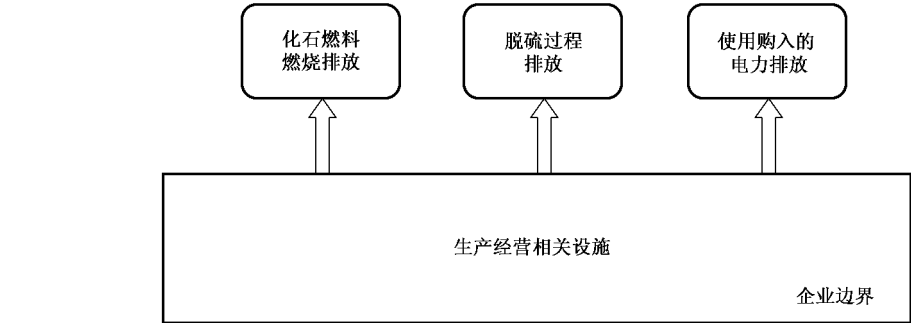 化石燃料
燃烧排放
脱硫过程
排放
使用购入的
电力排放
生产经营相关设施
企业边界